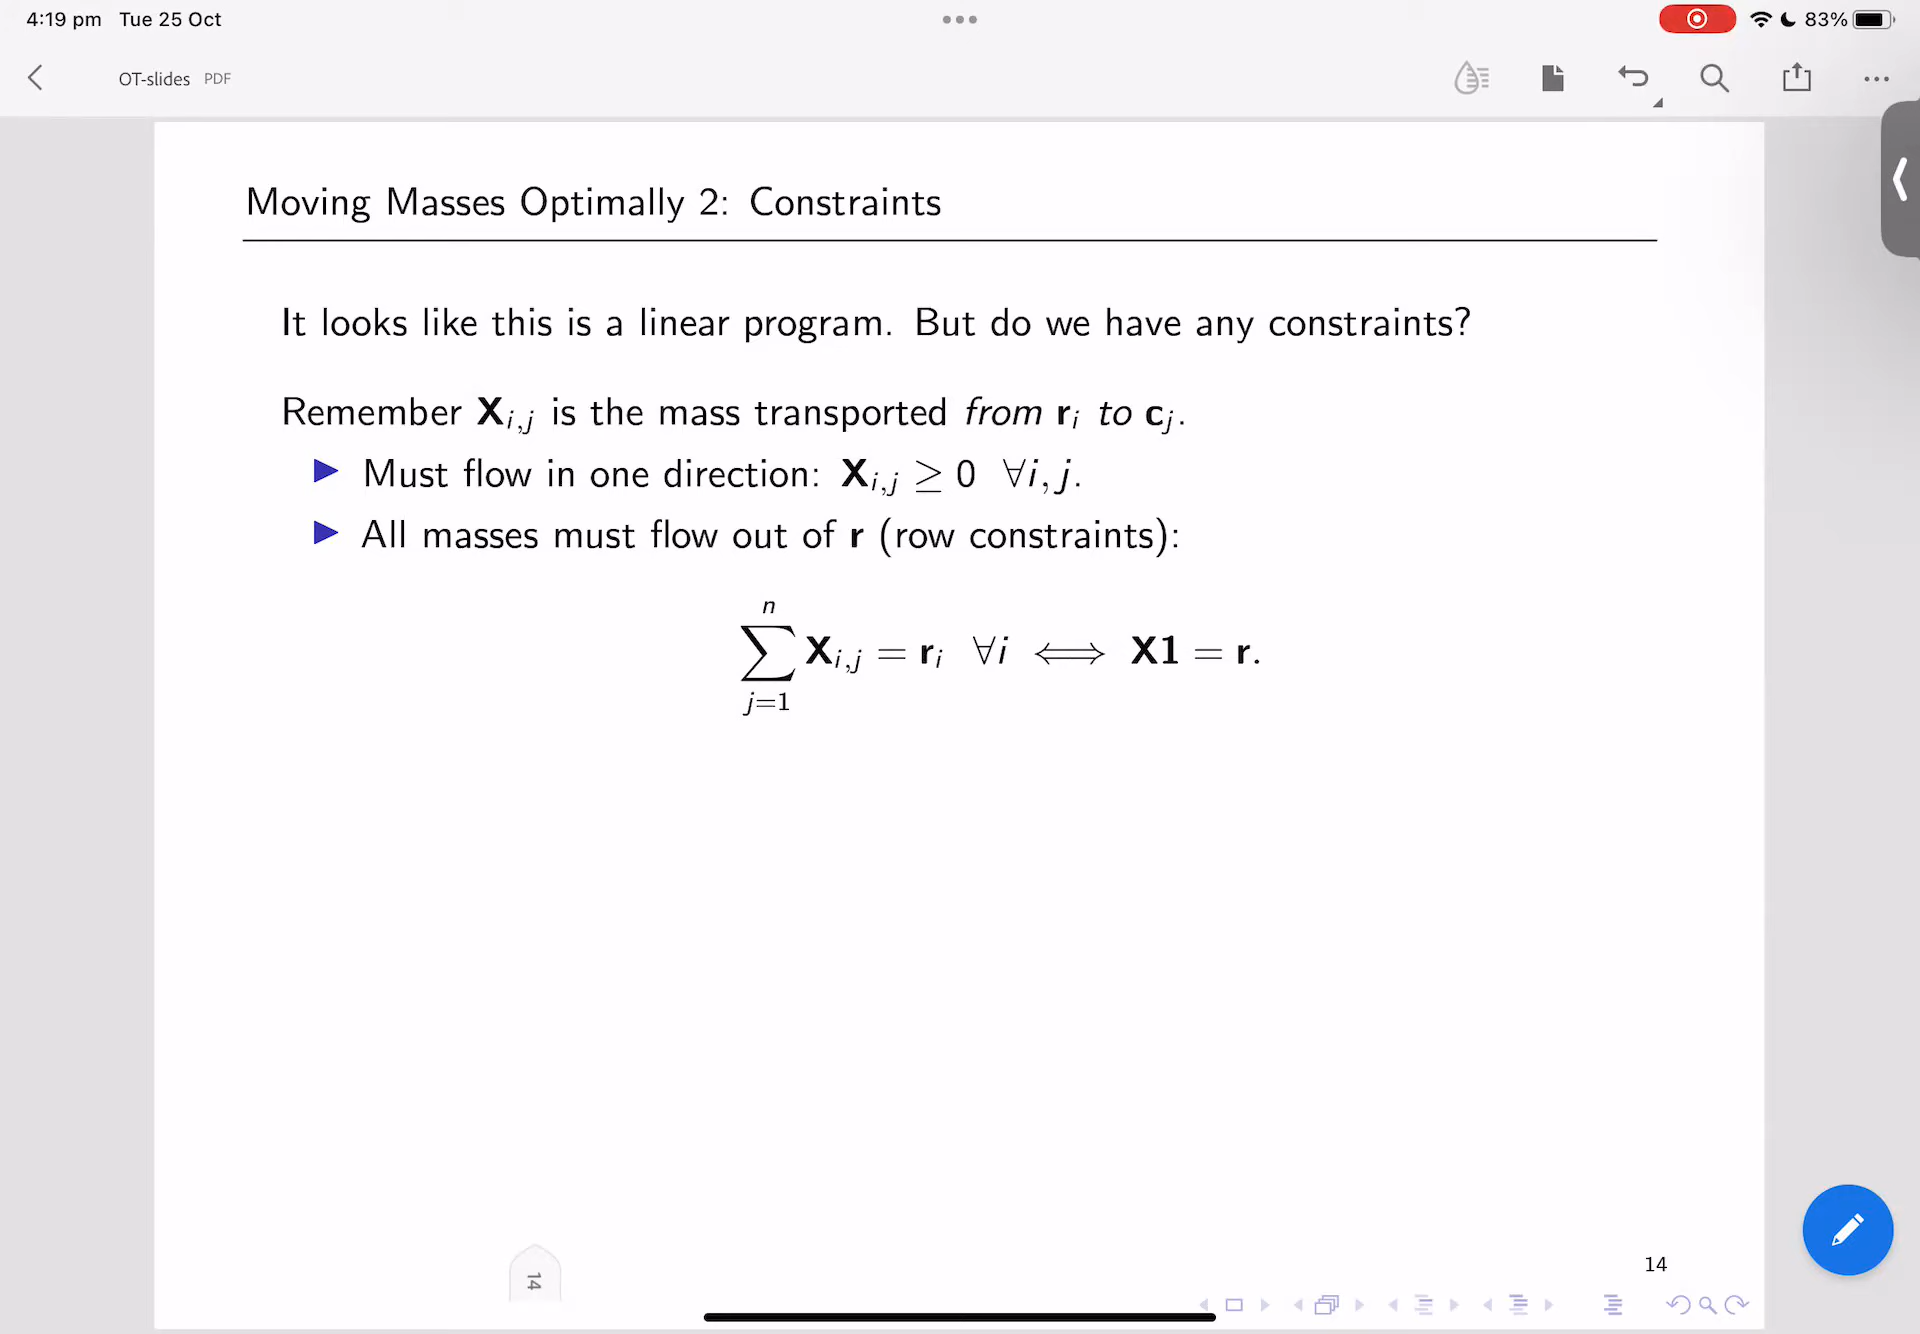 4:19 pm Tue 25 Oct
83%
OT-slides PDF
Moving Masses Optimally 2: Constraints
It looks like this is a linear program. But do we have any constraints?
Remember X_{i,j} is the mass transported from r_i to c_j.
▶ Must flow in one direction: X_{i,j} ≥ 0 ∀i, j.
▶ All masses must flow out of r (row constraints):
\sum_{j=1}^{n} X_{i,j} = r_i ∀i ⟺ X1 = r.
14
14